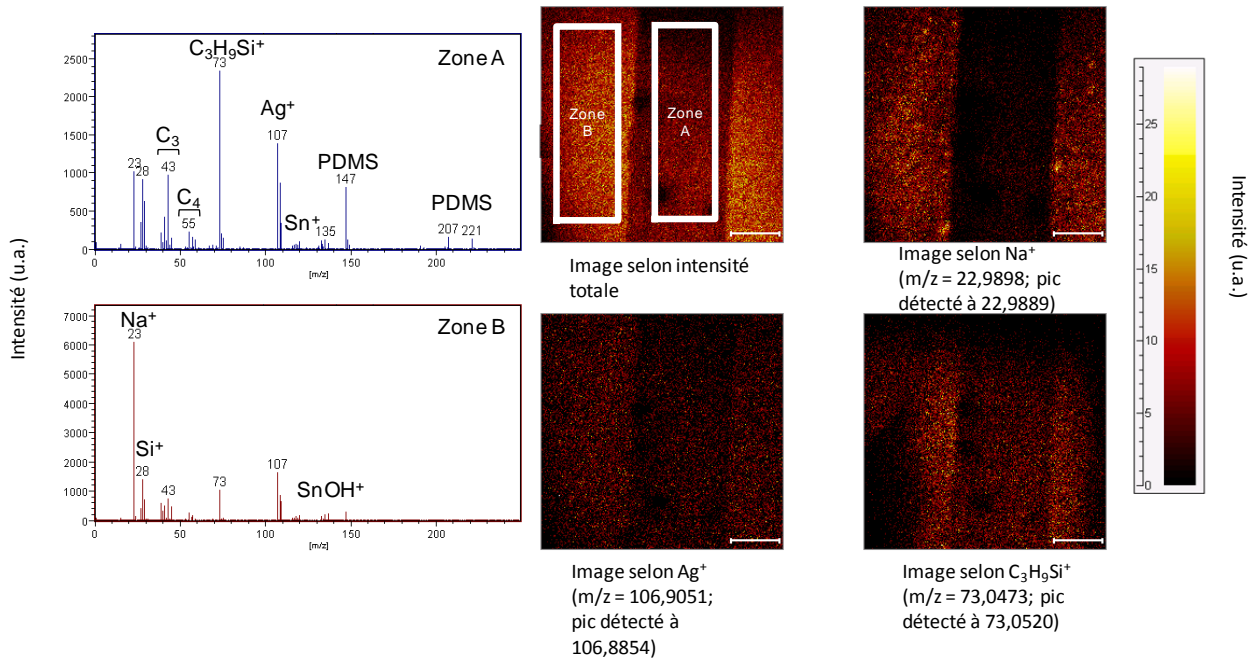 Intensité (u.a.)
Zone A
C₃H₉Si⁺
73
Ag⁺
107
C₃
23
28
43
C₄
55
PDMS
147
Sn⁺
135
PDMS
207 221
2500
2000
1500
1000
500
0
0 50 100 150 200
[m/z]
Zone B
Na⁺
23
Si⁺
28
43
73
107
SnOH⁺
7000
6000
5000
4000
3000
2000
1000
0
0 50 100 150 200
[m/z]
Zone
B
Zone
A
Image selon intensité
totale
Image selon Na⁺
(m/z = 22,9898; pic
détecté à 22,9889)
Image selon Ag⁺
(m/z = 106,9051;
pic détecté à
106,8854)
Image selon C₃H₉Si⁺
(m/z = 73,0473; pic
détecté à 73,0520)
25
20
15
10
5
0
Intensité (u.a.)